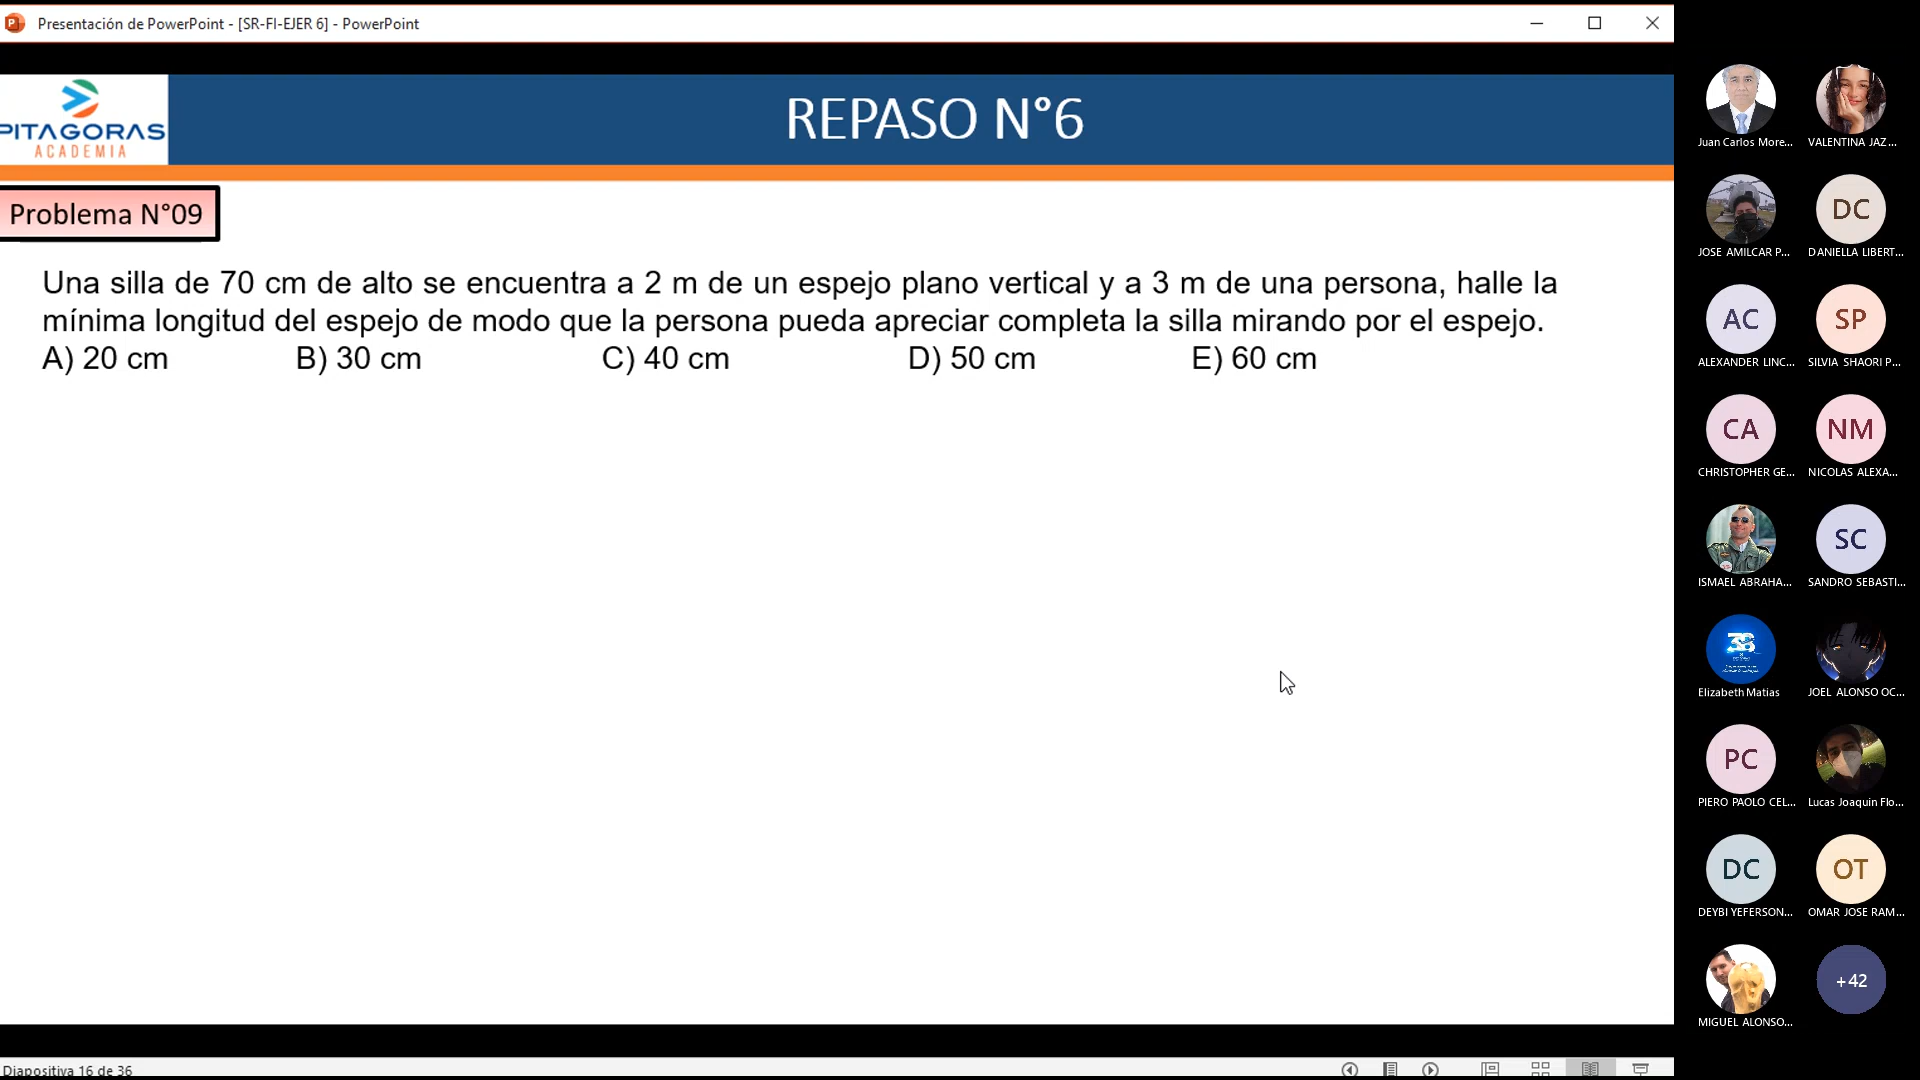 Presentación de PowerPoint - [SR-FI-EJER 6] - PowerPoint
PITAGORAS
ACADEMIA
REPASO N°6
Problema N°09
Una silla de 70 cm de alto se encuentra a 2 m de un espejo plano vertical y a 3 m de una persona, halle la
mínima longitud del espejo de modo que la persona pueda apreciar completa la silla mirando por el espejo.
A) 20 cm B) 30 cm C) 40 cm D) 50 cm E) 60 cm
Juan Carlos More... VALENTINA JAZ...
JOSE AMILCAR P... DC DANIELLA LIBERT...
AC ALEXANDER LINC... SP SILVIA SHAORI P...
CA CHRISTOPHER GE... NM NICOLAS ALEXA...
ISMAEL ABRAHA... SC SANDRO SEBASTI...
38
Elizabeth Matias JOEL ALONSO OC...
PC PIERO PAOLO CEL... Lucas Joaquin Flo...
DC DEYBI YEFERSON... OT OMAR JOSE RAM...
MIGUEL ALONSO... +42
Diapositiva 16 de 36